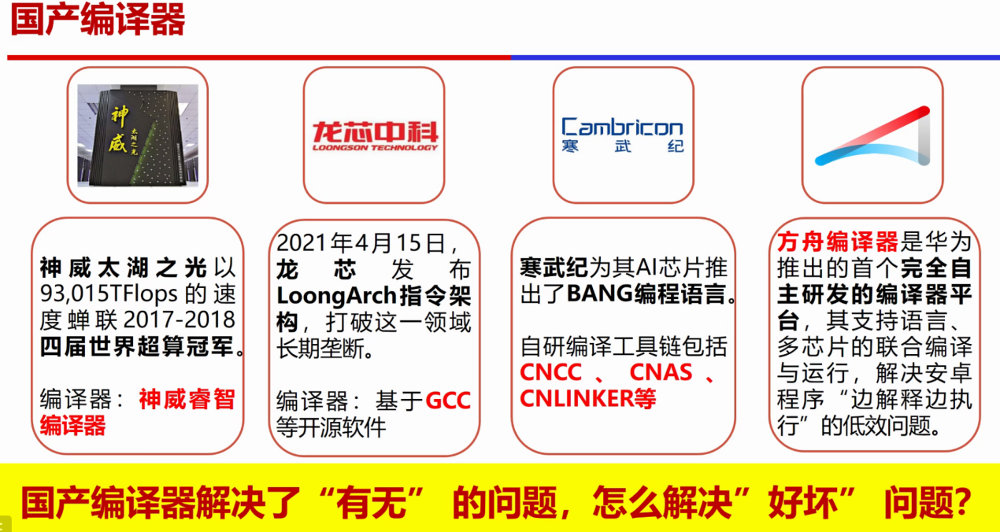 国产编译器
神威
太湖之光
龙芯中科
LOONGSON TECHNOLOGY
Cambricon
寒武纪
神威太湖之光以
93,015TFlops的速
度蝉联2017-2018
四届世界超算冠军。
编译器：神威睿智
编译器
2021年4月15日，
龙芯发布
LoongArch指令架
构，打破这一领域
长期垄断。
编译器：基于GCC
等开源软件
寒武纪为其AI芯片推
出了BANG编程语言。
自研编译工具链包括
CNCC、CNAS、
CNLINKER等
方舟编译器是华为
推出的首个完全自
主研发的编译器平
台，其支持语言、
多芯片的联合编译
与运行，解决安卓
程序“边解释边执
行”的低效问题。
国产编译器解决了“有无” 的问题，怎么解决”好坏” 问题？